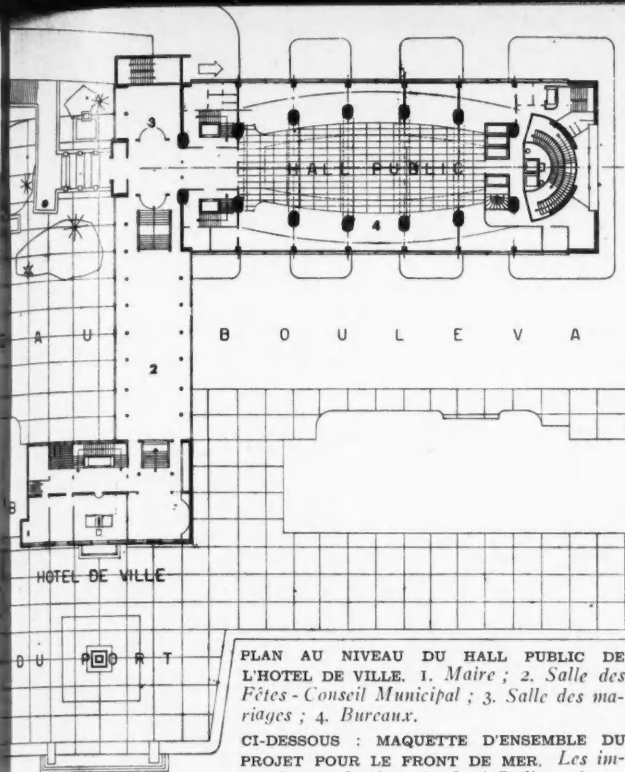 3
HALL PUBLIC
4
A U
B O U L E V A
2
B
HOTEL DE VILLE
DU PORT
PLAN AU NIVEAU DU HALL PUBLIC DE
L'HOTEL DE VILLE. 1. Maire ; 2. Salle des
Fêtes - Conseil Municipal ; 3. Salle des ma-
riages ; 4. Bureaux.
CI-DESSOUS : MAQUETTE D'ENSEMBLE DU
PROJET POUR LE FRONT DE MER. Les im-